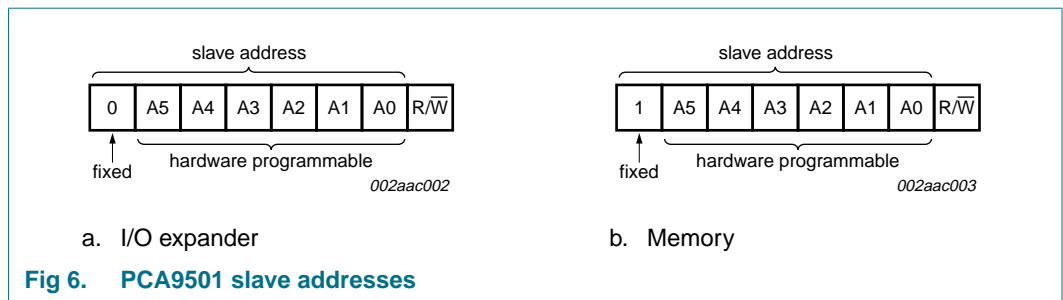 slave address
0 A5 A4 A3 A2 A1 A0 R/W̅
fixed
hardware programmable
002aac002
a. I/O expander
slave address
1 A5 A4 A3 A2 A1 A0 R/W̅
fixed
hardware programmable
002aac003
b. Memory
Fig 6. PCA9501 slave addresses